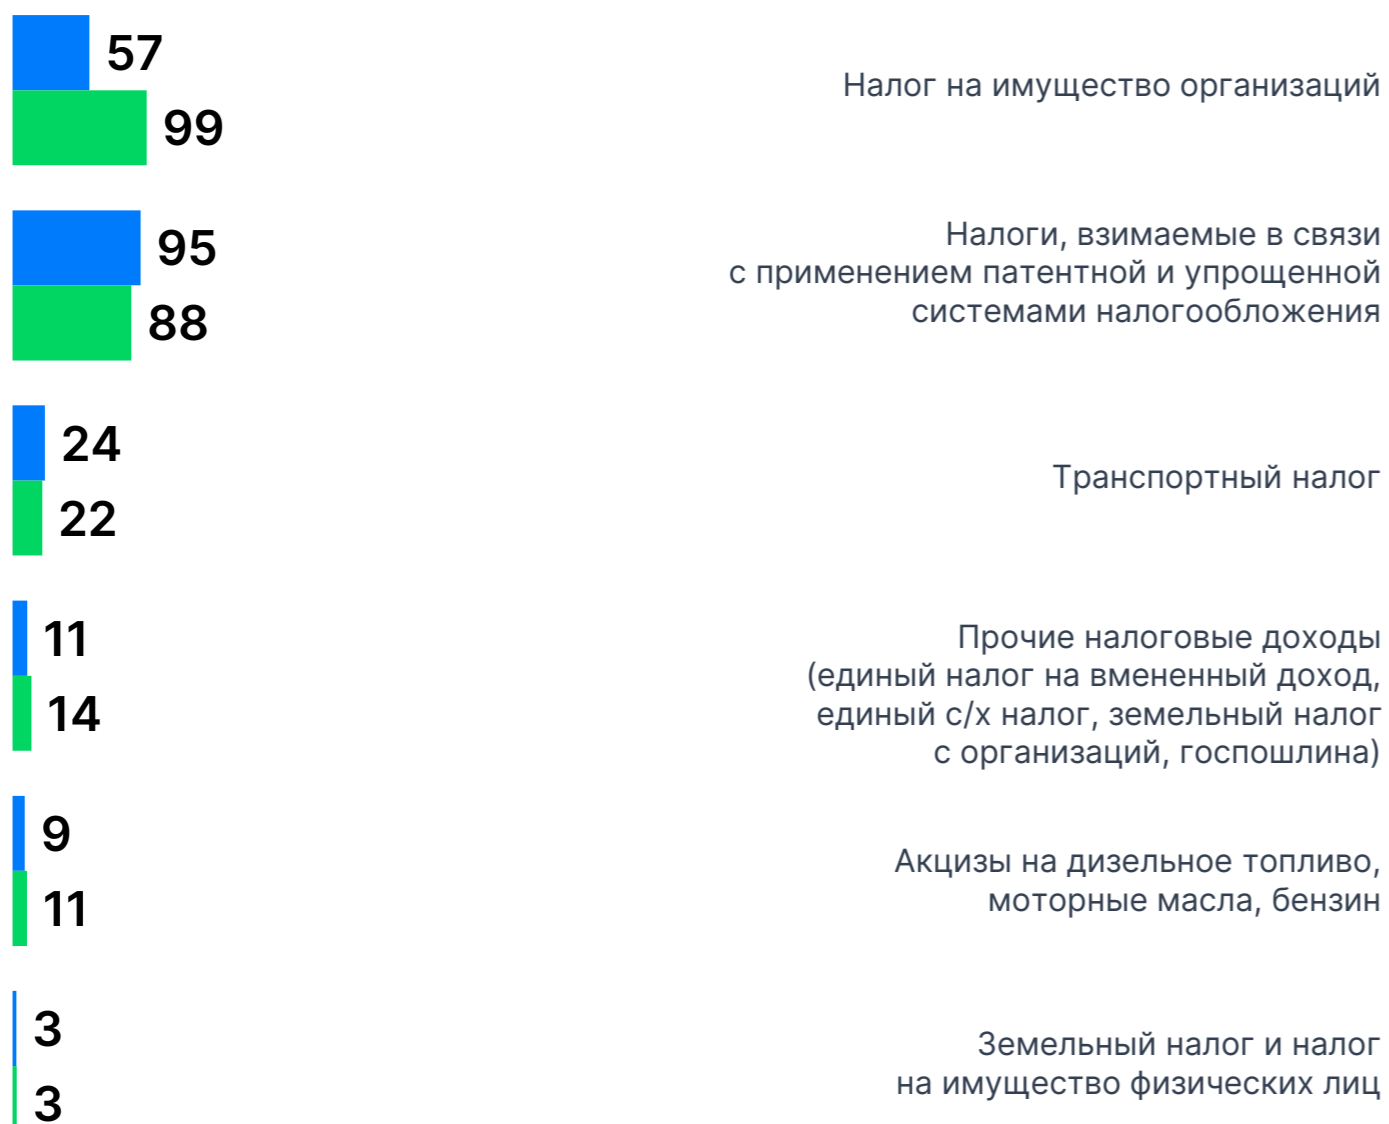 57
99
Налог на имущество организаций
95
88
Налоги, взимаемые в связи
с применением патентной и упрощенной
системами налогообложения
24
22
Транспортный налог
11
14
Прочие налоговые доходы
(единый налог на вмененный доход,
единый с/х налог, земельный налог
с организаций, госпошлина)
9
11
Акцизы на дизельное топливо,
моторные масла, бензин
3
3
Земельный налог и налог
на имущество физических лиц